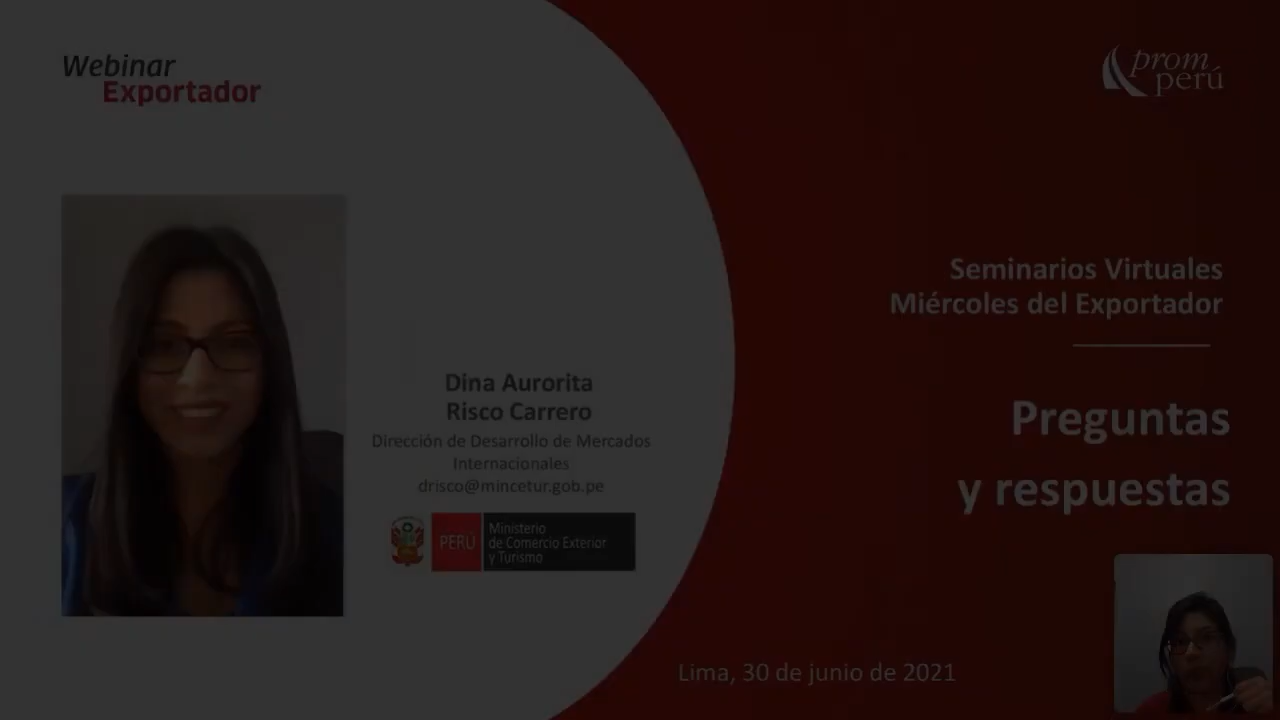 Webinar
Exportador
prom
perú
Seminarios Virtuales
Miércoles del Exportador
Dina Aurorita
Risco Carrero
Dirección de Desarrollo de Mercados
Internacionales
drisco@mincetur.gob.pe
Preguntas
y respuestas
PERÚ
Ministerio
de Comercio Exterior
y Turismo
Lima, 30 de junio de 2021